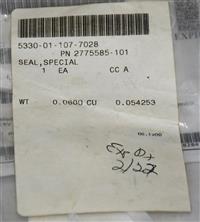 5330-01-107-7028
PN 2775585-101
SEAL,SPECIAL
1 EA CC A
WT 0.0600 CU 0.054253
2/27